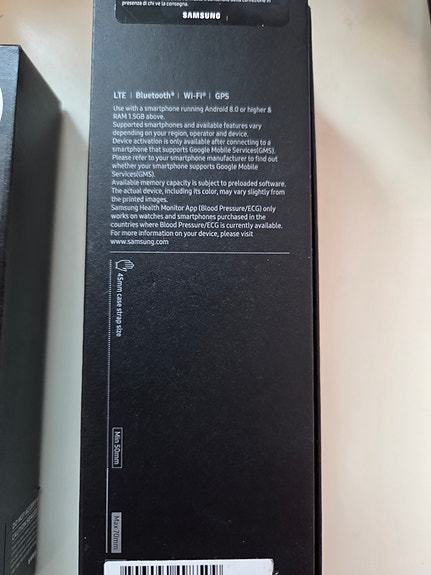 presenza di chi ve la consegna.
SAMSUNG
LTE | Bluetooth® | Wi-Fi® | GPS
Use with a smartphone running Android 8.0 or higher &
RAM 1.5GB above.
Supported smartphones and available features vary
depending on your region, operator and device.
Device activation is only available after connecting to a
smartphone that supports Google Mobile Services(GMS).
Please refer to your smartphone manufacturer to find out
whether your smartphone supports Google Mobile
Services(GMS).
Available memory capacity is subject to preloaded software.
The actual device, including its color, may vary slightly from
the printed images.
Samsung Health Monitor App (Blood Pressure/ECG) only
works on watches and smartphones purchased in the
countries where Blood Pressure/ECG is currently available.
For more information on your device, please visit
www.samsung.com
45mm case strap size
Min 50mm
Max 70mm